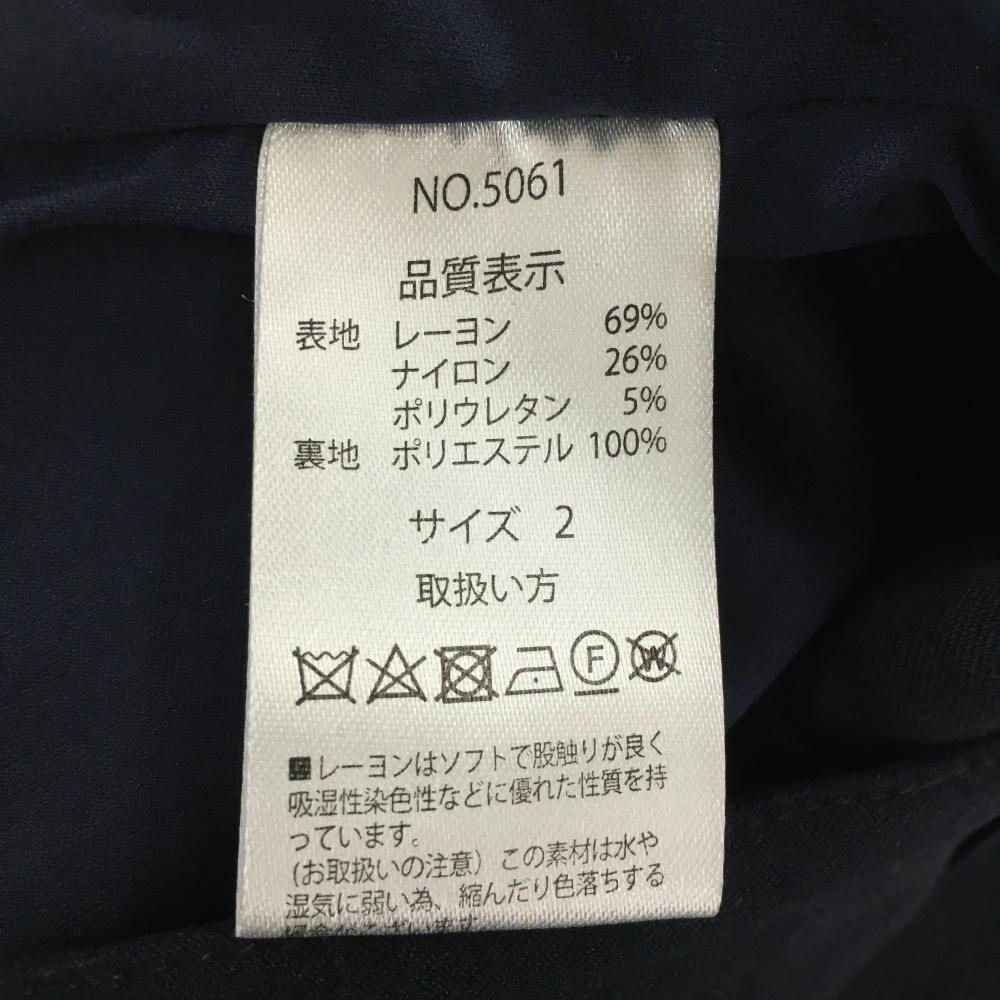 NO.5061
品質表示
表地 レーヨン 69%
ナイロン 26%
ポリウレタン 5%
裏地 ポリエステル 100%
サイズ 2
取扱い方
F W
レーヨンはソフトで股触りが良く
吸湿性染色性などに優れた性質を持
っています。
(お取扱いの注意) この素材は水や
湿気に弱い為、縮んだり色落ちする